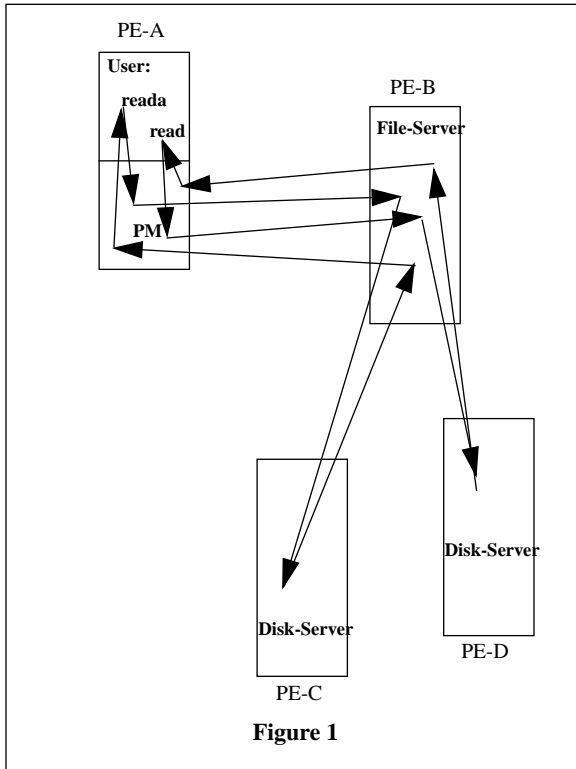 PE-A
User:
reada
read
PM
PE-B
File-Server
Disk-Server
PE-D
Disk-Server
PE-C
Figure 1